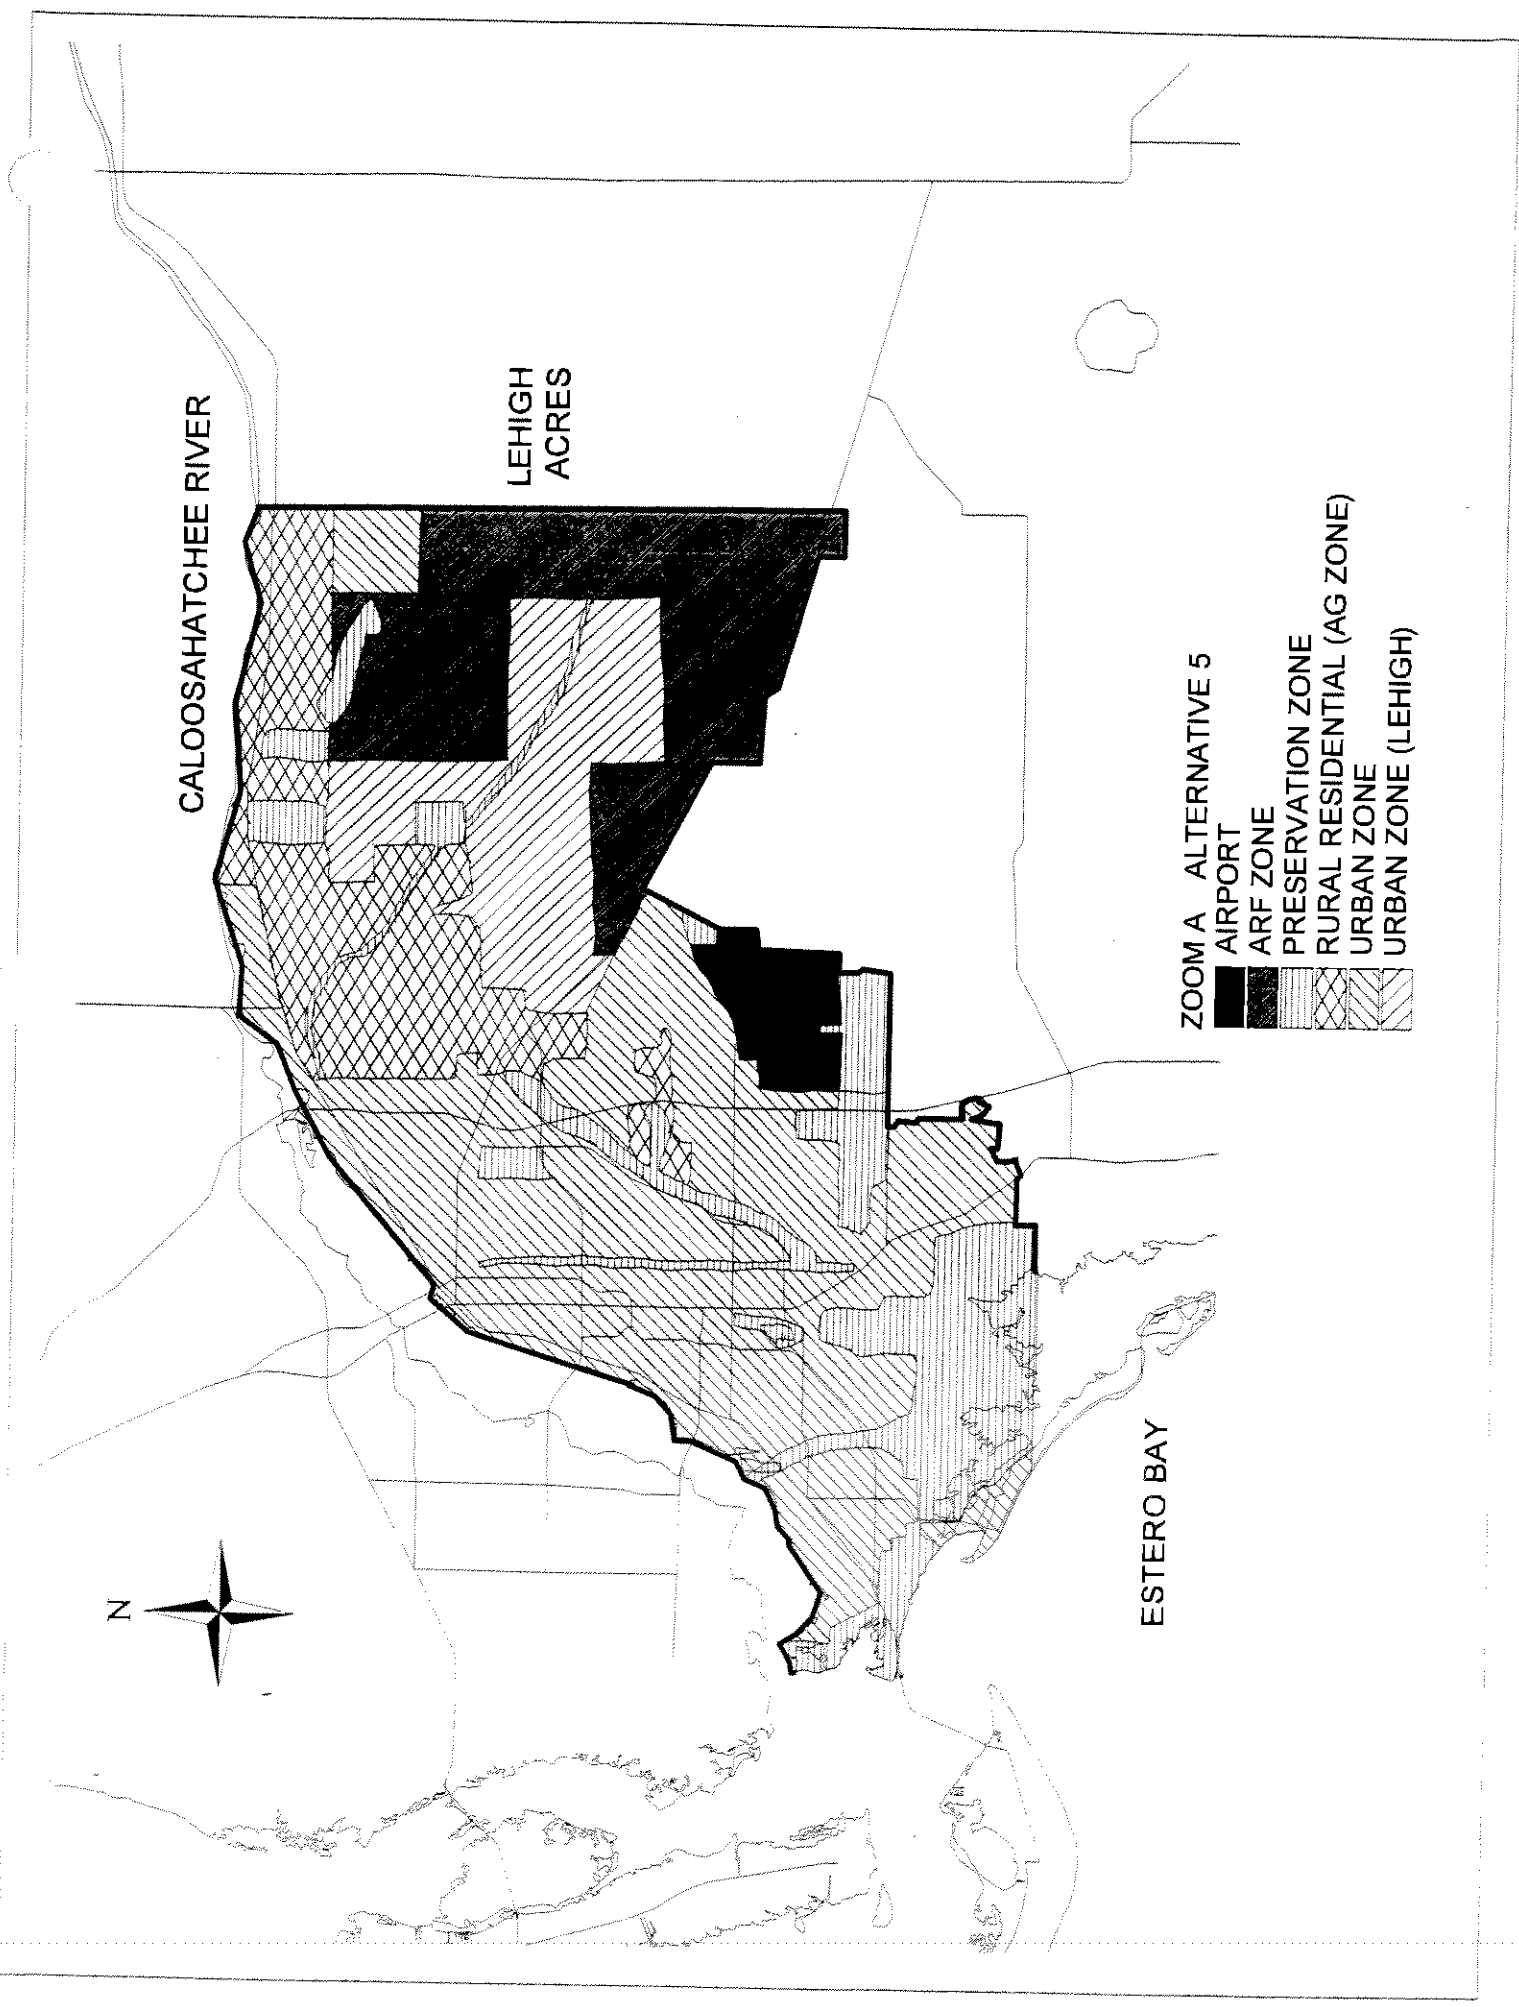 N
CALOOSAHATCHEE RIVER
LEHIGH
ACRES
ESTERO BAY
ZOOM A ALTERNATIVE 5
AIRPORT
ARF ZONE
PRESERVATION ZONE
RURAL RESIDENTIAL (AG ZONE)
URBAN ZONE
URBAN ZONE (LEHIGH)